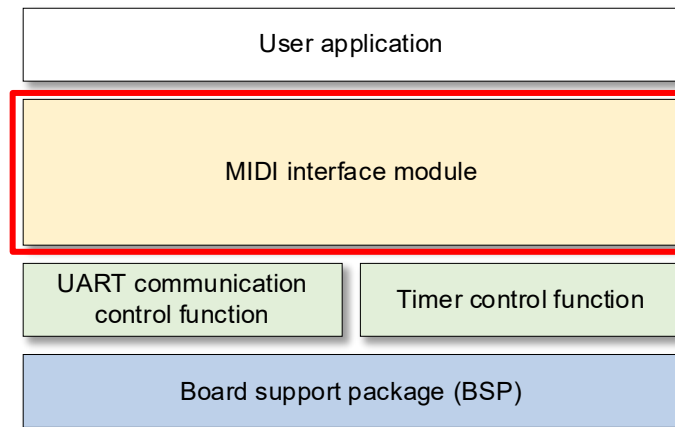 User application
MIDI interface module
UART communication
control function
Timer control function
Board support package (BSP)